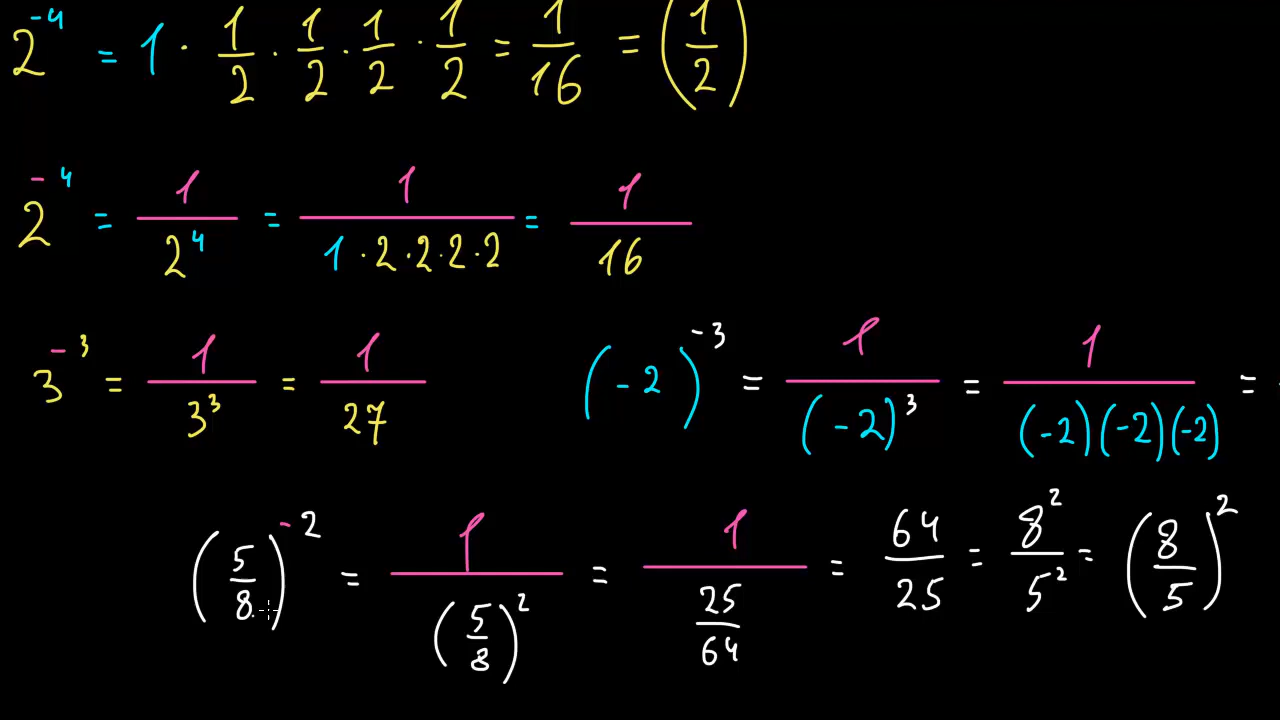 2^-4 = 1 · 1/2 · 1/2 · 1/2 · 1/2 = 1/16 = (1/2)
2^-4 = 1/2^4 = 1/(1·2·2·2·2) = 1/16
3^-3 = 1/3^3 = 1/27
(-2)^-3 = 1/(-2)^3 = 1/((-2)(-2)(-2)) =
(5/8)^-2 = 1/(5/8)^2 = 1/(25/64) = 64/25 = 8^2/5^2 = (8/5)^2